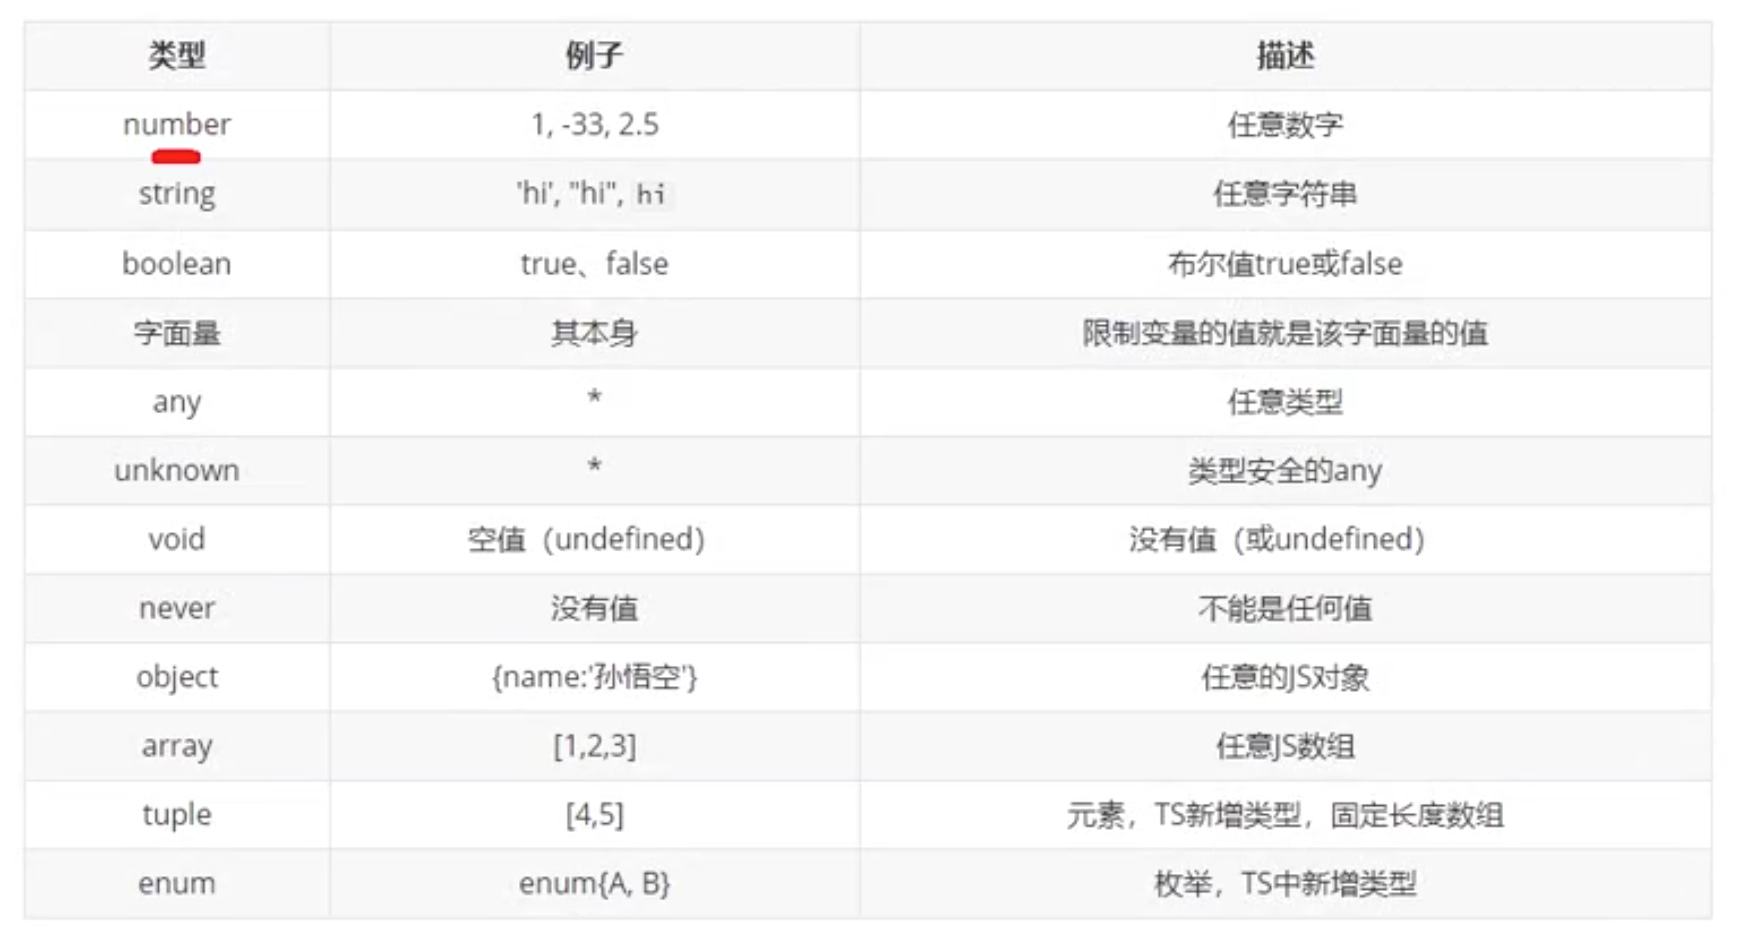 类型 例子 描述
number 1, -33, 2.5 任意数字
string 'hi', "hi", hi 任意字符串
boolean true、false 布尔值true或false
字面量 其本身 限制变量的值就是该字面量的值
any * 任意类型
unknown * 类型安全的any
void 空值（undefined） 没有值（或undefined）
never 没有值 不能是任何值
object {name:'孙悟空'} 任意的JS对象
array [1,2,3] 任意JS数组
tuple [4,5] 元素，TS新增类型，固定长度数组
enum enum{A, B} 枚举，TS中新增类型